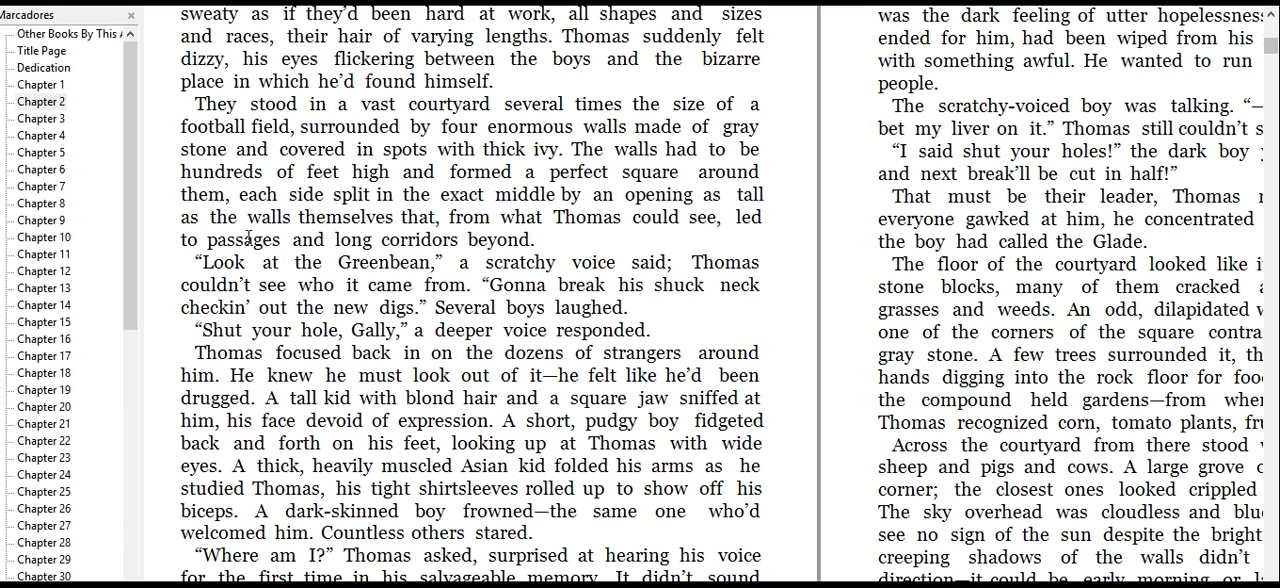 Marcadores
Other Books By This A
Title Page
Dedication
Chapter 1
Chapter 2
Chapter 3
Chapter 4
Chapter 5
Chapter 6
Chapter 7
Chapter 8
Chapter 9
Chapter 10
Chapter 11
Chapter 12
Chapter 13
Chapter 14
Chapter 15
Chapter 16
Chapter 17
Chapter 18
Chapter 19
Chapter 20
Chapter 21
Chapter 22
Chapter 23
Chapter 24
Chapter 25
Chapter 26
Chapter 27
Chapter 28
Chapter 29
Chapter 30
sweaty as if they’d been hard at work, all shapes and sizes
and races, their hair of varying lengths. Thomas suddenly felt
dizzy, his eyes flickering between the boys and the bizarre
place in which he’d found himself.
They stood in a vast courtyard several times the size of a
football field, surrounded by four enormous walls made of gray
stone and covered in spots with thick ivy. The walls had to be
hundreds of feet high and formed a perfect square around
them, each side split in the exact middle by an opening as tall
as the walls themselves that, from what Thomas could see, led
to passages and long corridors beyond.
“Look at the Greenbean,” a scratchy voice said; Thomas
couldn’t see who it came from. “Gonna break his shuck neck
checkin’ out the new digs.” Several boys laughed.
“Shut your hole, Gally,” a deeper voice responded.
Thomas focused back in on the dozens of strangers around
him. He knew he must look out of it—he felt like he’d been
drugged. A tall kid with blond hair and a square jaw sniffed at
him, his face devoid of expression. A short, pudgy boy fidgeted
back and forth on his feet, looking up at Thomas with wide
eyes. A thick, heavily muscled Asian kid folded his arms as he
studied Thomas, his tight shirtsleeves rolled up to show off his
biceps. A dark-skinned boy frowned—the same one who’d
welcomed him. Countless others stared.
“Where am I?” Thomas asked, surprised at hearing his voice
for the first time in his salvageable memory. It didn’t sound
was the dark feeling of utter hopelessness
ended for him, had been wiped from his
with something awful. He wanted to run
people.
The scratchy-voiced boy was talking. “—
bet my liver on it.” Thomas still couldn’t s
“I said shut your holes!” the dark boy
and next break’ll be cut in half!”
That must be their leader, Thomas
everyone gawked at him, he concentrated
the boy had called the Glade.
The floor of the courtyard looked like i
stone blocks, many of them cracked a
grasses and weeds. An odd, dilapidated
one of the corners of the square contra
gray stone. A few trees surrounded it, th
hands digging into the rock floor for foo
the compound held gardens—from wher
Thomas recognized corn, tomato plants, fru
Across the courtyard from there stood
sheep and pigs and cows. A large grove o
corner; the closest ones looked crippled
The sky overhead was cloudless and blu
see no sign of the sun despite the bright
creeping shadows of the walls didn’t
direction—it could be early morning or l